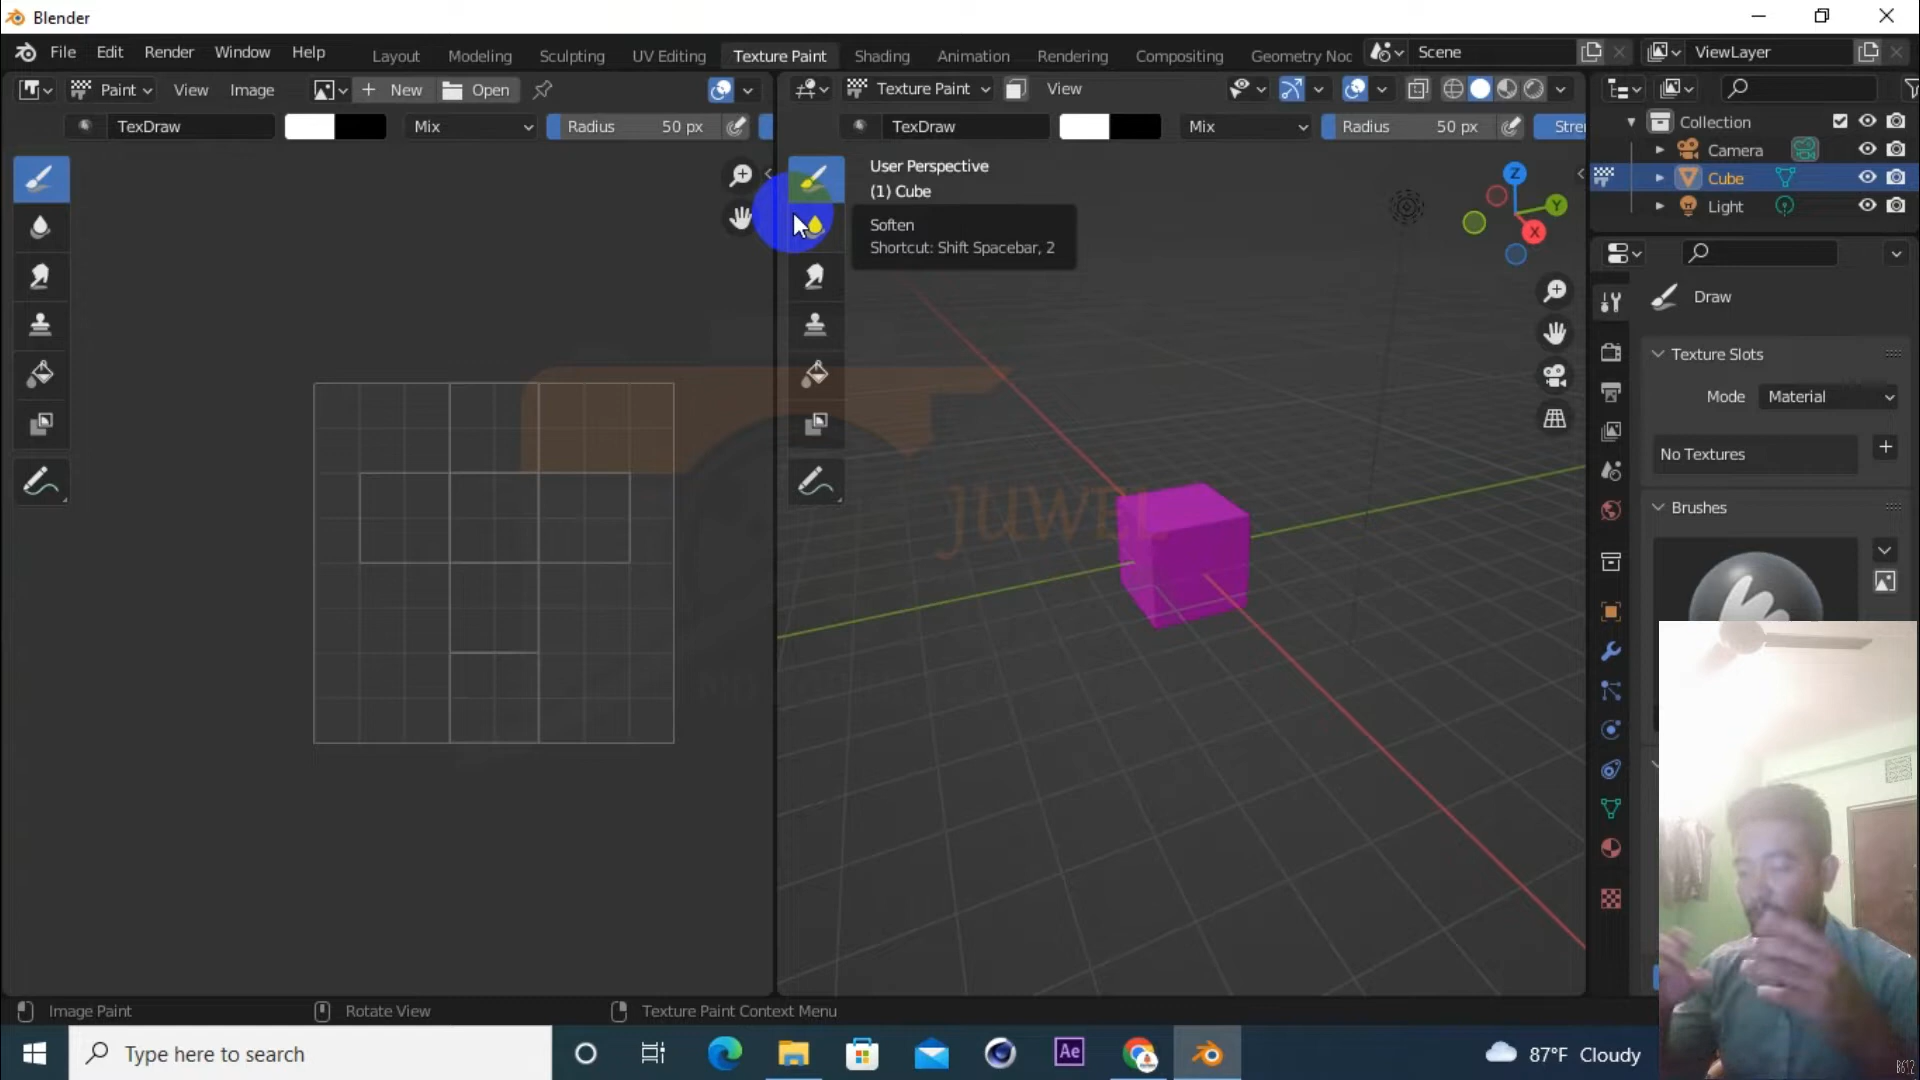 Blender
File Edit Render Window Help Layout Modeling Sculpting UV Editing Texture Paint Shading Animation Rendering Compositing Geometry Noc Scene ViewLayer
Paint View Image New Open Texture Paint View
TexDraw Mix Radius 50 px TexDraw Mix Radius 50 px Stre
User Perspective
(1) Cube
Soften
Shortcut: Shift Spacebar, 2
Z
Y
X
Collection
Camera
Cube
Light
Draw
Texture Slots
Mode Material
No Textures
Brushes
JUWEL
Image Paint Rotate View Texture Paint Context Menu
Type here to search Ae 87°F Cloudy
B612